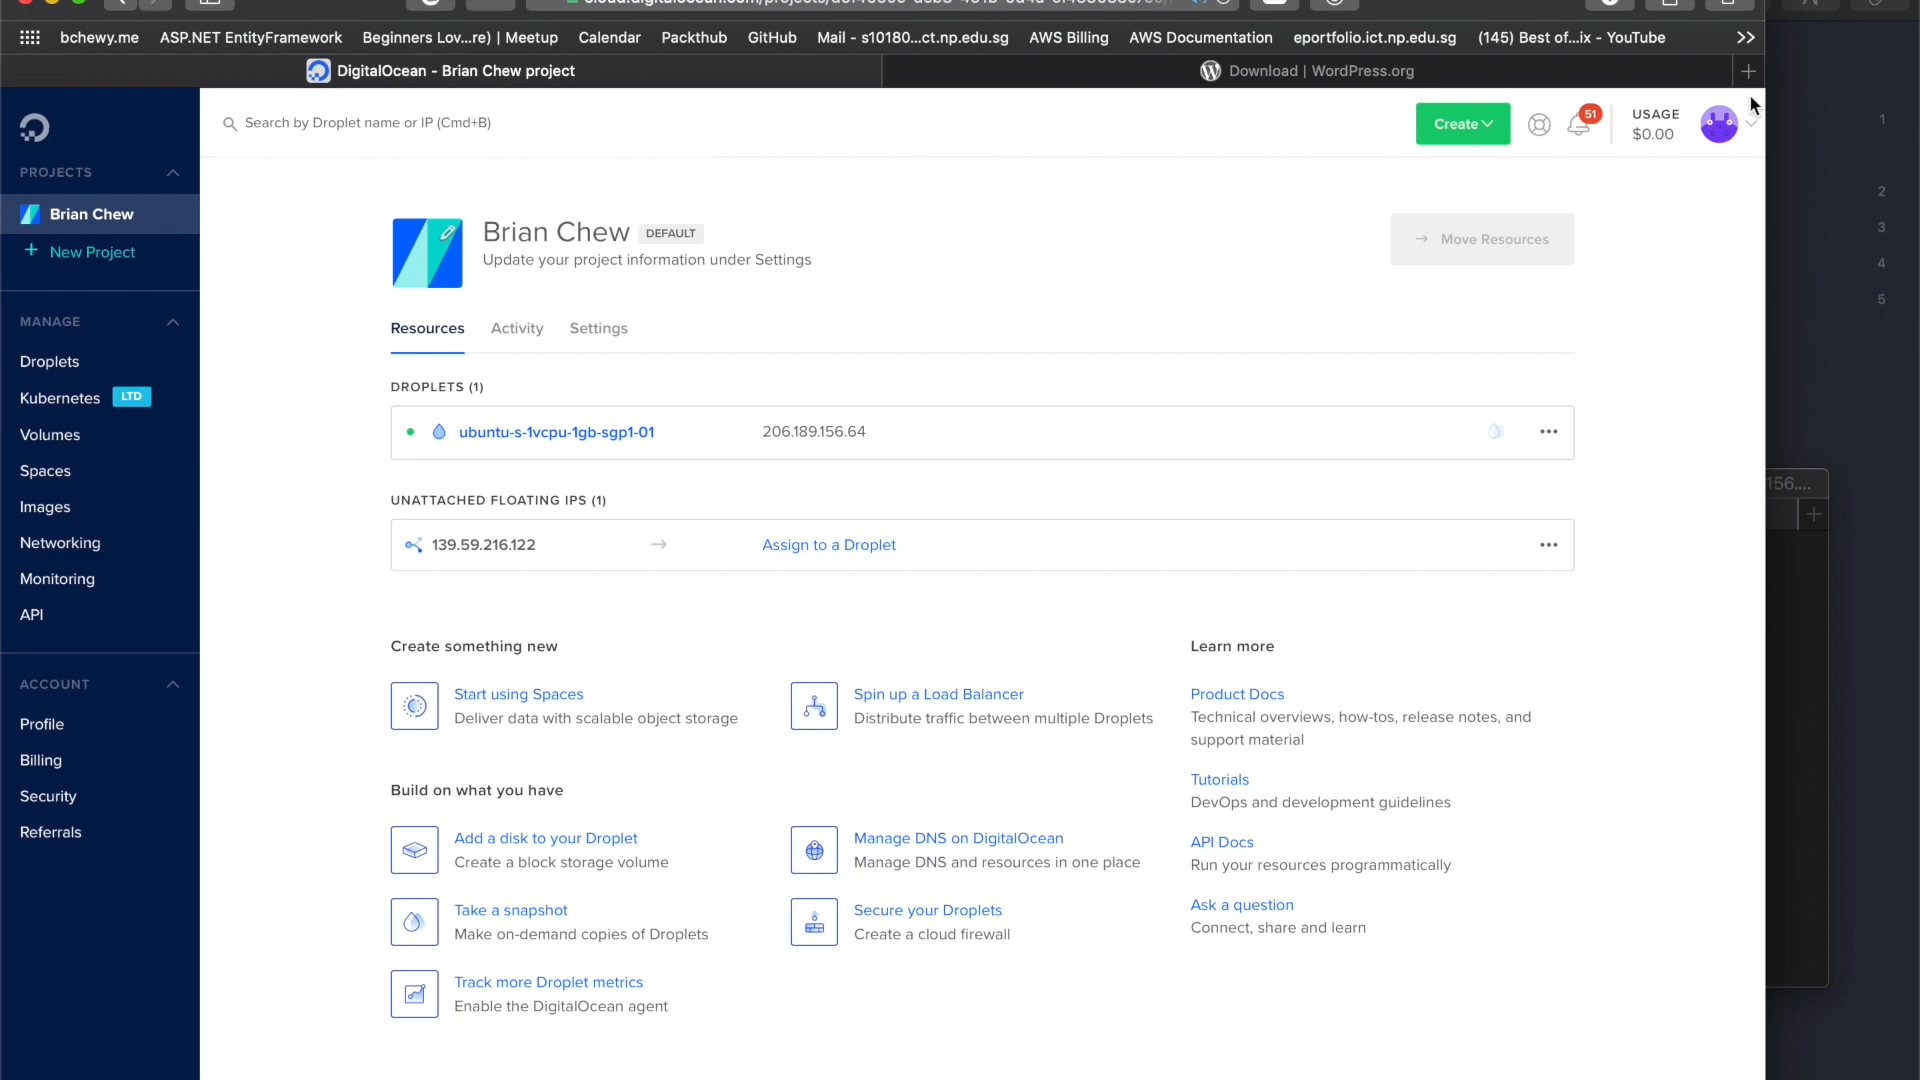 bchewy.me ASP.NET EntityFramework Beginners Lov...re) | Meetup Calendar Packthub GitHub Mail - s10180...ct.np.edu.sg AWS Billing AWS Documentation eportfolio.ict.np.edu.sg (145) Best of...ix - YouTube
DigitalOcean - Brian Chew project
Download | WordPress.org
Search by Droplet name or IP (Cmd+B)
Create
51
USAGE
$0.00
PROJECTS
Brian Chew
+ New Project
MANAGE
Droplets
Kubernetes LTD
Volumes
Spaces
Images
Networking
Monitoring
API
ACCOUNT
Profile
Billing
Security
Referrals
Brian Chew DEFAULT
Update your project information under Settings
→ Move Resources
Resources Activity Settings
DROPLETS (1)
ubuntu-s-1vcpu-1gb-sgp1-01 206.189.156.64
UNATTACHED FLOATING IPS (1)
139.59.216.122 → Assign to a Droplet
Create something new
Start using Spaces
Deliver data with scalable object storage
Spin up a Load Balancer
Distribute traffic between multiple Droplets
Build on what you have
Add a disk to your Droplet
Create a block storage volume
Manage DNS on DigitalOcean
Manage DNS and resources in one place
Take a snapshot
Make on-demand copies of Droplets
Secure your Droplets
Create a cloud firewall
Track more Droplet metrics
Enable the DigitalOcean agent
Learn more
Product Docs
Technical overviews, how-tos, release notes, and
support material
Tutorials
DevOps and development guidelines
API Docs
Run your resources programmatically
Ask a question
Connect, share and learn
1
2
3
4
5
156....